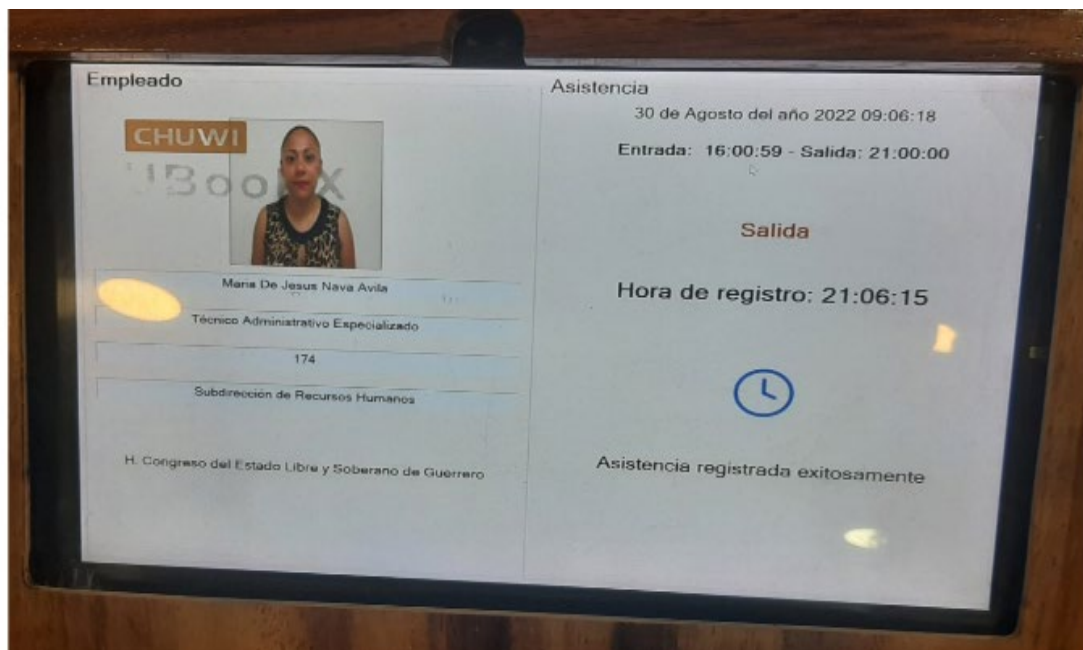 Empleado
CHUWI
UBook X
Maria De Jesus Nava Avila
Técnico Administrativo Especializado
174
Subdirección de Recursos Humanos
H. Congreso del Estado Libre y Soberano de Guerrero
Asistencia
30 de Agosto del año 2022 09:06:18
Entrada: 16:00:59 - Salida: 21:00:00
Salida
Hora de registro: 21:06:15
Asistencia registrada exitosamente